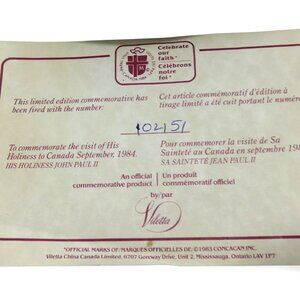 Celebrate
our
faith
Célébrons
notre
foi
This limited edition commemorative has
been fired with the number:
Cet article commémoratif d'édition à
tirage limité a été cuit portant le numéro
10251
To commemorate the visit of His
Holiness to Canada September, 1984.
HIS HOLINESS JOHN PAUL II
Pour commemorer la visite de Sa
Sainteté au Canada en septembre 198
SA SAINTETÉ JEAN PAUL II
An official
commemorative product
Un produit
commémoratif officiel
by/par
Viletta
*OFFICIAL MARKS OF/MARQUES OFFICIELLES DE: ©1983 CONCACAN INC.
Viletta China Canada Limited, 6707 Goreway Drive, Unit 2, Mississauga, Ontario L4V 1P7